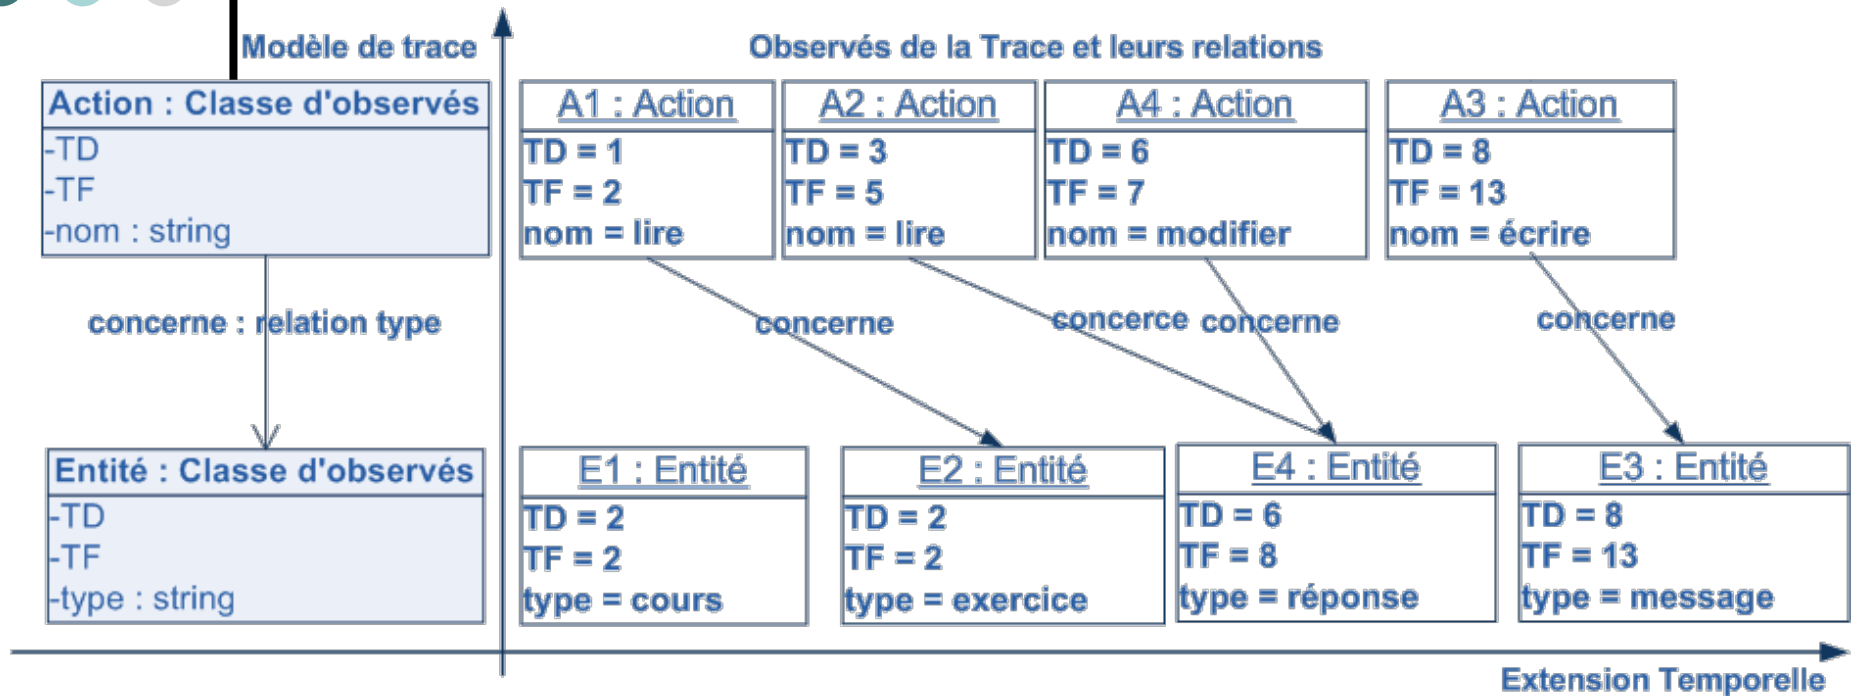 Modèle de trace
Observés de la Trace et leurs relations
Action : Classe d'observés
-TD
-TF
-nom : string
A1 : Action
TD = 1
TF = 2
nom = lire
A2 : Action
TD = 3
TF = 5
nom = lire
A4 : Action
TD = 6
TF = 7
nom = modifier
A3 : Action
TD = 8
TF = 13
nom = écrire
concerne : relation type
concerne
concerce
concerne
concerne
Entité : Classe d'observés
-TD
-TF
-type : string
E1 : Entité
TD = 2
TF = 2
type = cours
E2 : Entité
TD = 2
TF = 2
type = exercice
E4 : Entité
TD = 6
TF = 8
type = réponse
E3 : Entité
TD = 8
TF = 13
type = message
Extension Temporelle